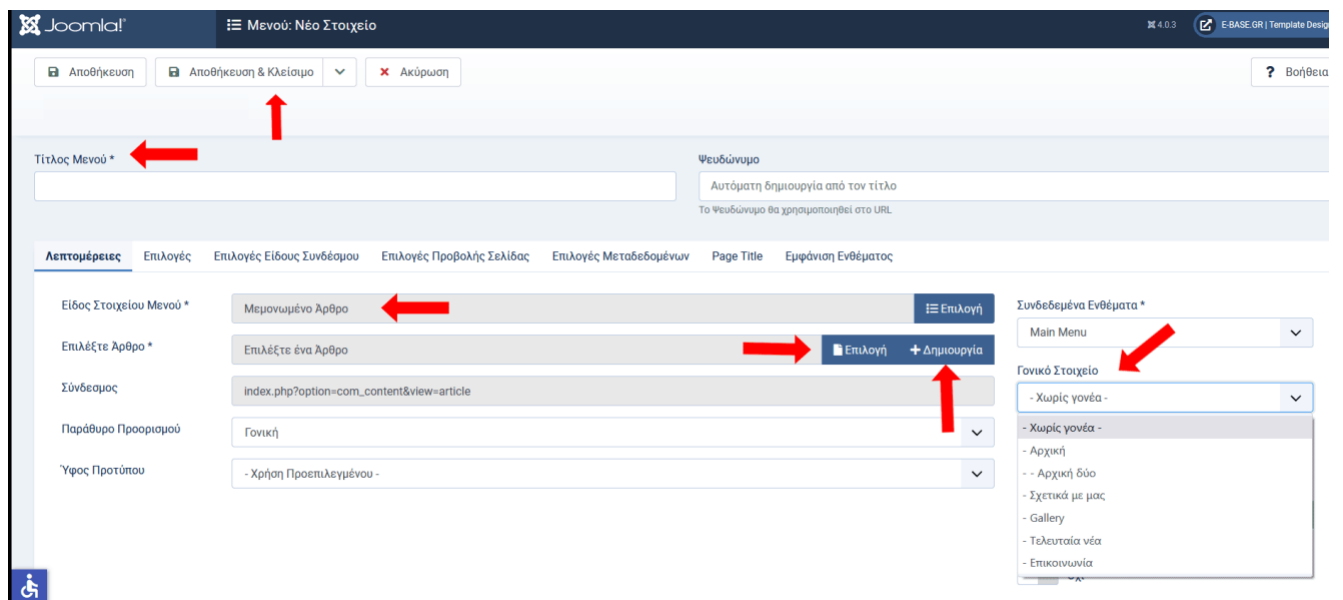 Joomla!® Μενού: Νέο Στοιχείο 4.0.3 E-BASE.GR | Template Design
Αποθήκευση Αποθήκευση & Κλείσιμο Ακύρωση ? Βοήθεια
Τίτλος Μενού * Ψευδώνυμο
Αυτόματη δημιουργία από τον τίτλο
Το Ψευδώνυμο θα χρησιμοποιηθεί στο URL
Λεπτομέρειες Επιλογές Επιλογές Είδους Συνδέσμου Επιλογές Προβολής Σελίδας Επιλογές Μεταδεδομένων Page Title Εμφάνιση Ενθέματος
Είδος Στοιχείου Μενού * Μεμονωμένο Άρθρο Επιλογή
Συνδεδεμένα Ενθέματα *
Main Menu
Επιλέξτε Άρθρο * Επιλέξτε ένα Άρθρο Επιλογή + Δημιουργία
Γονικό Στοιχείο
Σύνδεσμος index.php?option=com_content&view=article
- Χωρίς γονέα -
Παράθυρο Προορισμού Γονική
- Χωρίς γονέα -
- Αρχική
Ύφος Προτύπου - Χρήση Προεπιλεγμένου -
- - Αρχική δύο
- Σχετικά με μας
- Gallery
- Τελευταία νέα
- Επικοινωνία